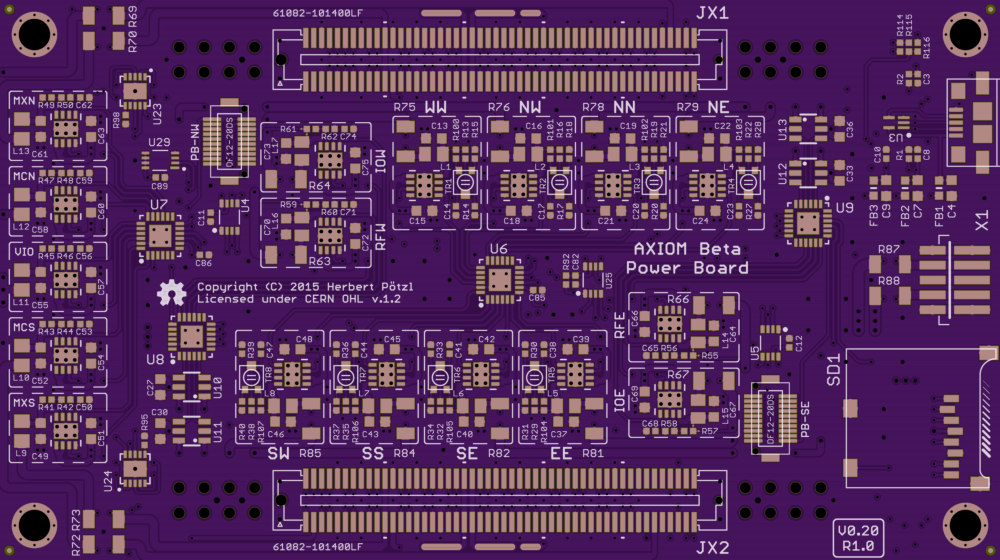 61082-101400LF
JX1
R69
R70
R114
R115
R116
U23
R98
R2
C3
MXN
R49 R50 C62
C63
L13 C61
PB-NW
DF12-20DS
R61
R62 C74
C73
L17
C75
R64
IOW
R75
WW
R76
NW
R78
NN
R79
NE
C13
R100
R13
R15
L1
TR1
C15
C14
R14
C16
R101
R16
R18
L2
TR2
C18
C17
R17
C19
R102
R19
R21
L3
TR3
C21
C20
R20
C22
R103
R22
R28
L4
TR4
C24
C23
R27
U13
C36
U12
C33
U9
C10
R1
C8
FB3
C9
FB2
C7
FB1
C4
X1
U29
C89
MCN
R47 R48 C59
C60
L12 C58
U7
C11
U4
C86
R59
R60 C71
C70
L16
C72
R63
RFW
VIO
R45 R46 C56
C57
L11 C55
Copyright (C) 2015 Herbert Pötzl
Licensed under CERN OHL v.1.2
U6
C85
R92
C82
U25
AXIOM Beta
Power Board
R87
R88
MCS
R43 R44 C53
C54
L10 C52
U8
C27
U10
C30
U11
R95
R39
C47
C48
TR8
L8
R40
R38
R107
C46
R36
C44
C45
TR7
L7
R37
R35
R106
C43
R33
C41
C42
TR6
L6
R34
R32
R105
C40
R30
C38
C39
TR5
L5
R31
R29
R104
C37
RFE
R66
C66
C64
L14
C65 R56
R55
IOE
R67
C69
C67
L15
C68 R58
R57
U5
C12
DF12-20DS
PB-SE
SD1
MXS
R41 R42 C50
C51
L9 C49
U24
SW
R85
SS
R84
SE
R82
EE
R81
R73
R72
61082-101400LF
JX2
V0.20
R1.0